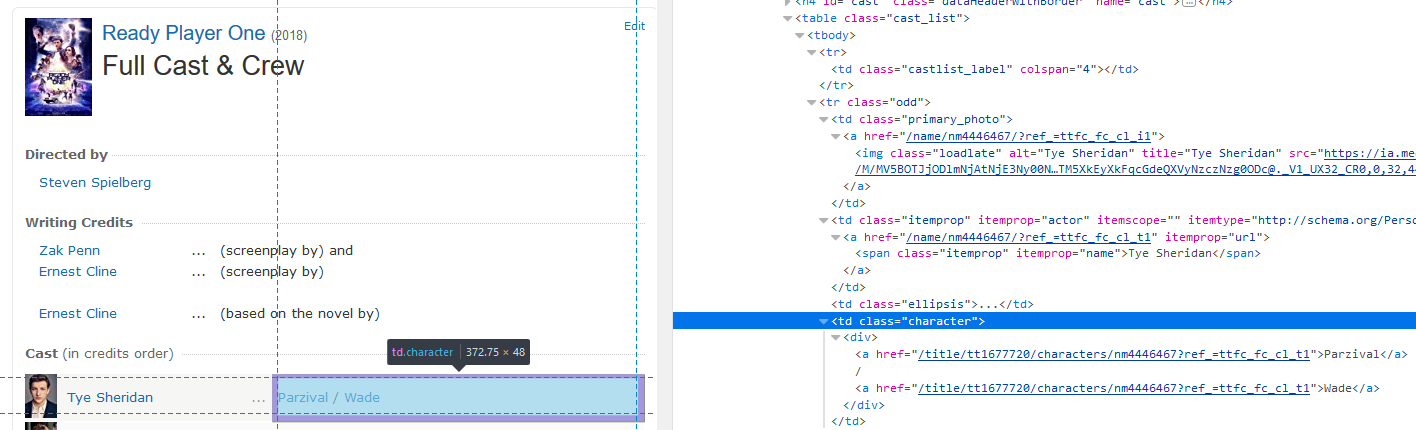 Ready Player One (2018)
Edit
Full Cast & Crew
Directed by
Steven Spielberg
Writing Credits
Zak Penn ... (screenplay by) and
Ernest Cline ... (screenplay by)
Ernest Cline ... (based on the novel by)
Cast (in credits order)
td.character | 372.75 × 48
Tye Sheridan ... Parzival / Wade
<h4 id="cast" class="dataHeaderWithBorder" name="cast">…</h4>
<table class="cast_list">
<tbody>
<tr>
<td class="castlist_label" colspan="4"></td>
</tr>
<tr class="odd">
<td class="primary_photo">
<a href="/name/nm4446467/?ref_=ttfc_fc_cl_i1">
<img class="loadlate" alt="Tye Sheridan" title="Tye Sheridan" src="https://ia.me
/M/MV5BOTJjODlmNjAtNjE3Ny00N…TM5XkEyXkFqcGdeQXVyNzczNzg0ODc@._V1_UX32_CR0,0,32,4
</a>
</td>
<td class="itemprop" itemprop="actor" itemscope="" itemtype="http://schema.org/Perso
<a href="/name/nm4446467/?ref_=ttfc_fc_cl_t1" itemprop="url">
<span class="itemprop" itemprop="name">Tye Sheridan</span>
</a>
</td>
<td class="ellipsis">...</td>
<td class="character">
<div>
<a href="/title/tt1677720/characters/nm4446467?ref_=ttfc_fc_cl_t1">Parzival</a>
/
<a href="/title/tt1677720/characters/nm4446467?ref_=ttfc_fc_cl_t1">Wade</a>
</div>
</td>